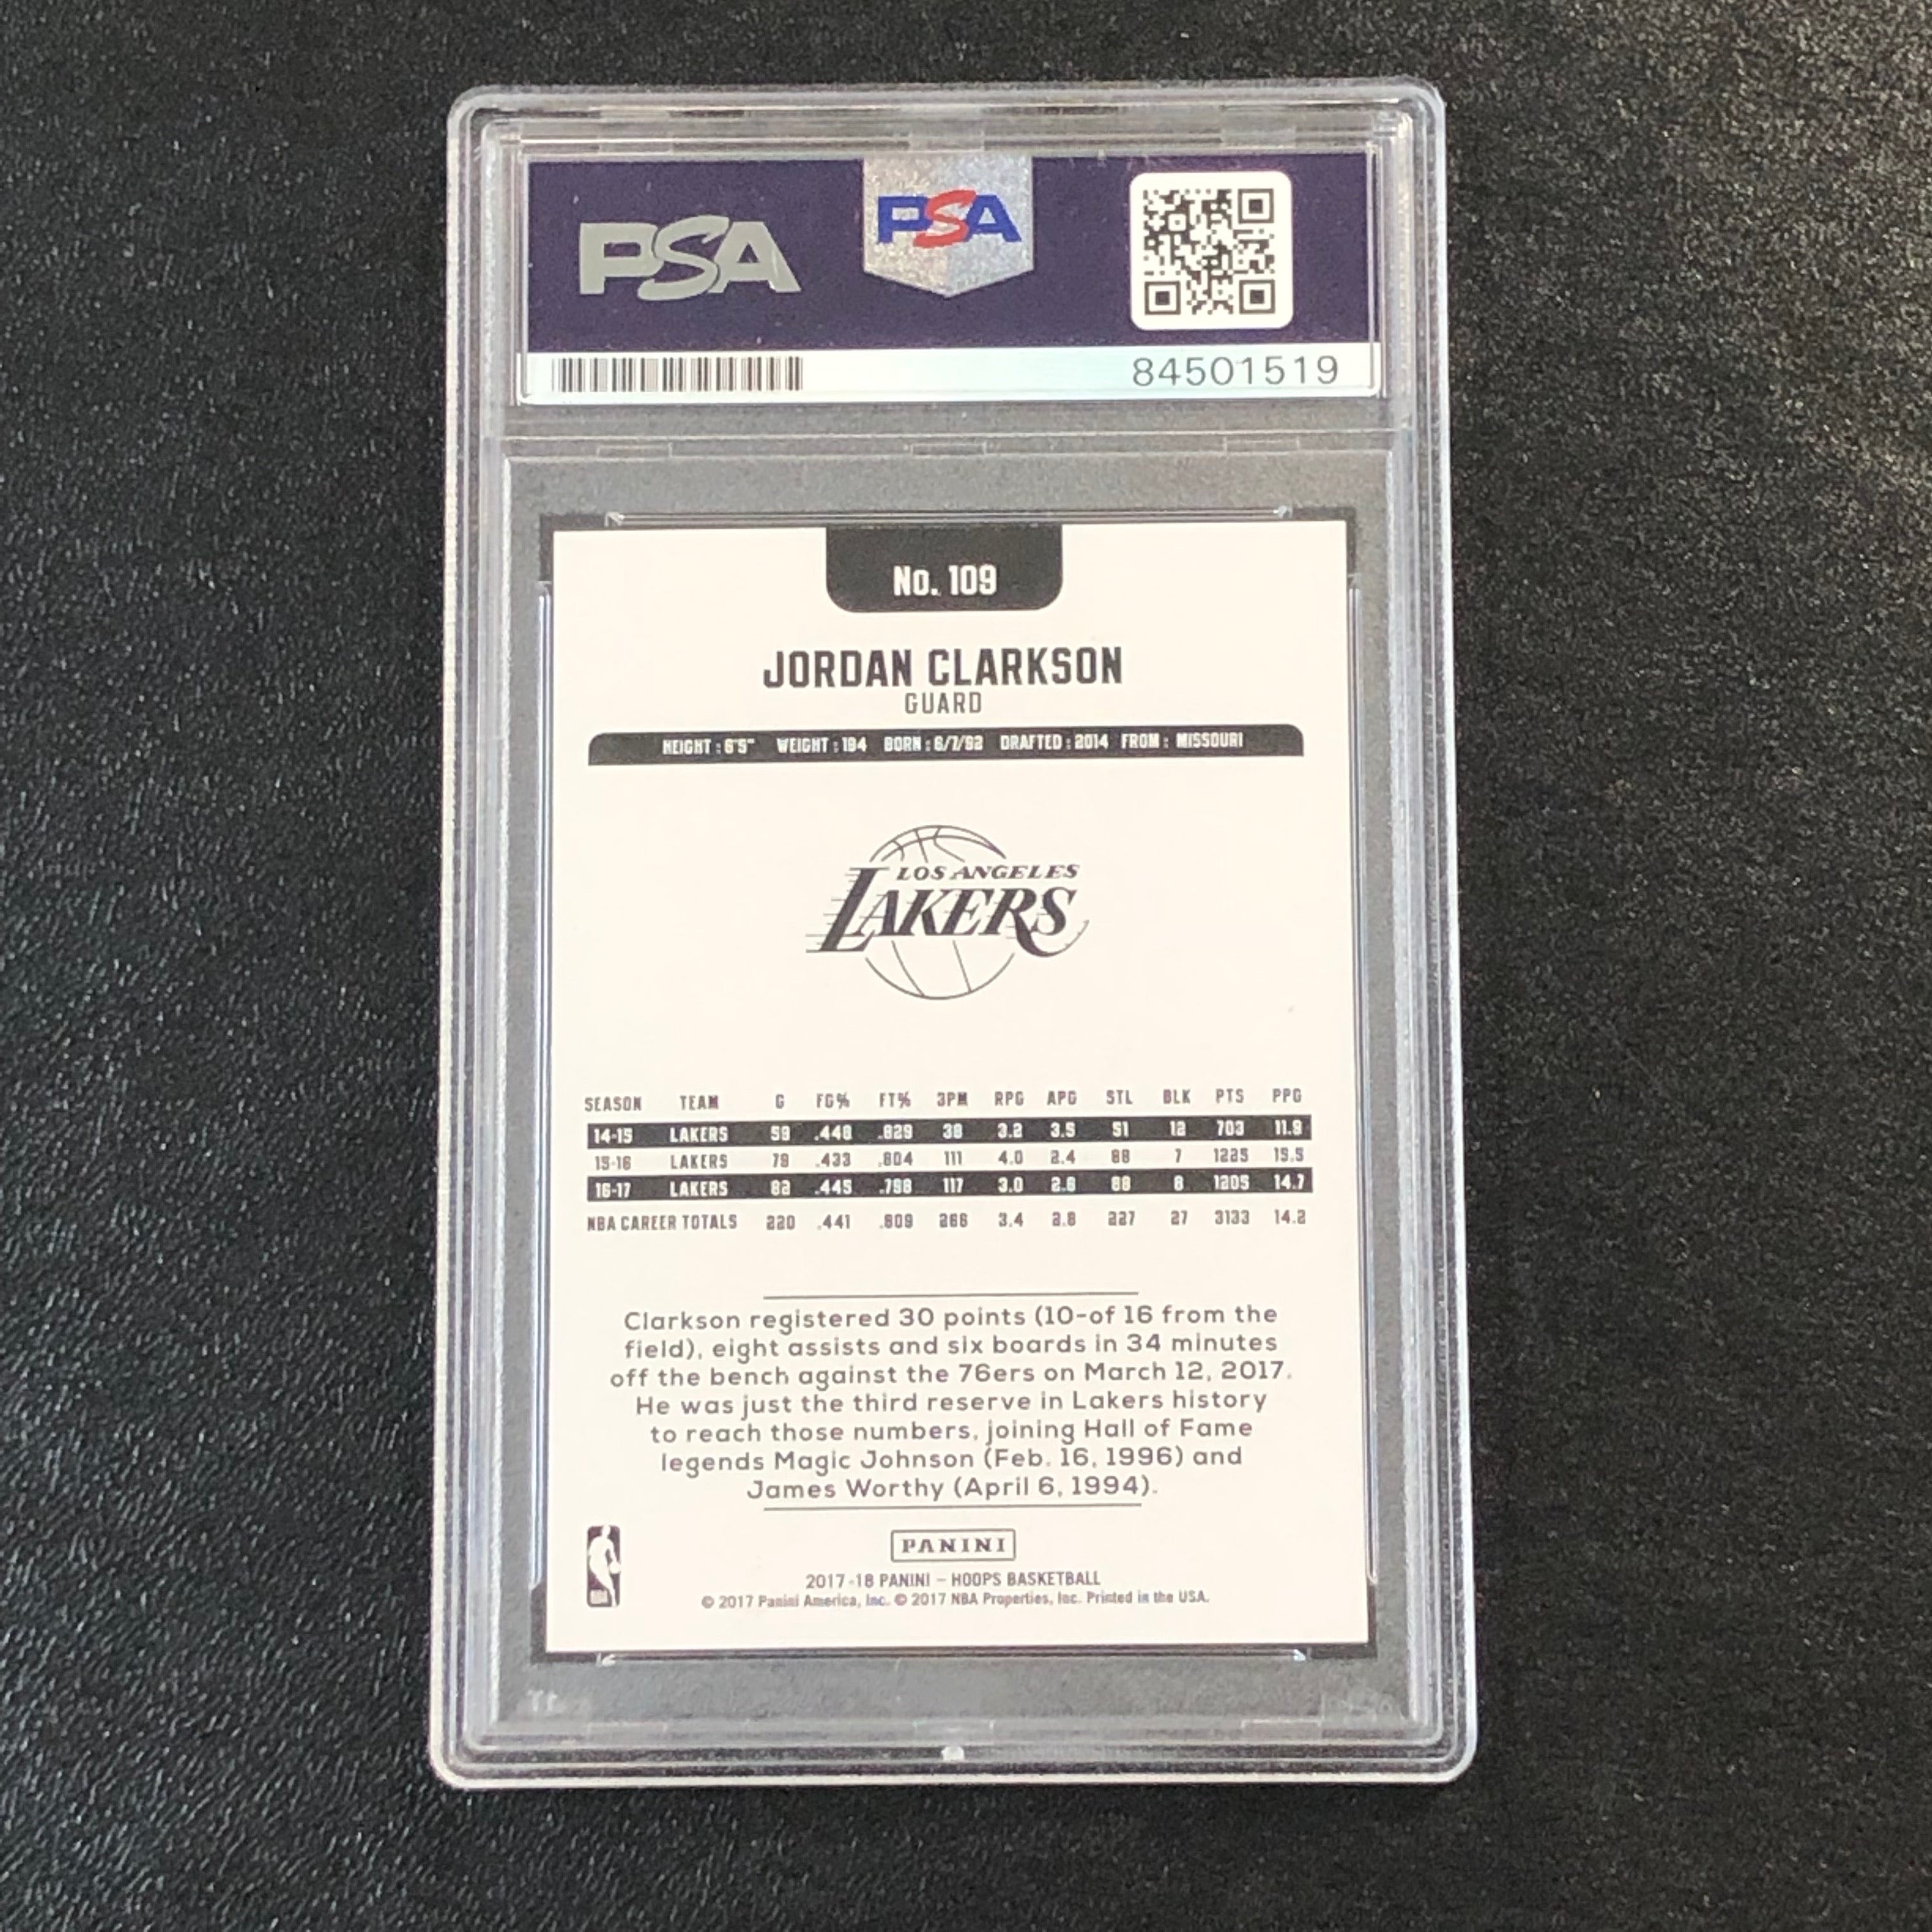 PSA
PSA
84501519
No. 109
JORDAN CLARKSON
GUARD
HEIGHT : 6'5" WEIGHT : 194 BORN : 6/7/92 DRAFTED : 2014 FROM : MISSOURI
LOS ANGELES
LAKERS
SEASON TEAM G FG% FT% 3PM RPG APG STL BLK PTS PPG
14-15 LAKERS 59 .448 .829 38 3.2 3.5 51 12 703 11.9
15-16 LAKERS 79 .433 .804 111 4.0 2.4 88 7 1225 15.5
16-17 LAKERS 82 .445 .798 117 3.0 2.6 88 8 1205 14.7
NBA CAREER TOTALS 220 .441 .809 266 3.4 2.8 227 27 3133 14.2
Clarkson registered 30 points (10-of 16 from the
field), eight assists and six boards in 34 minutes
off the bench against the 76ers on March 12, 2017.
He was just the third reserve in Lakers history
to reach those numbers, joining Hall of Fame
legends Magic Johnson (Feb. 16, 1996) and
James Worthy (April 6, 1994).
PANINI
2017-18 PANINI – HOOPS BASKETBALL
© 2017 Panini America, Inc. © 2017 NBA Properties, Inc. Printed in the USA.